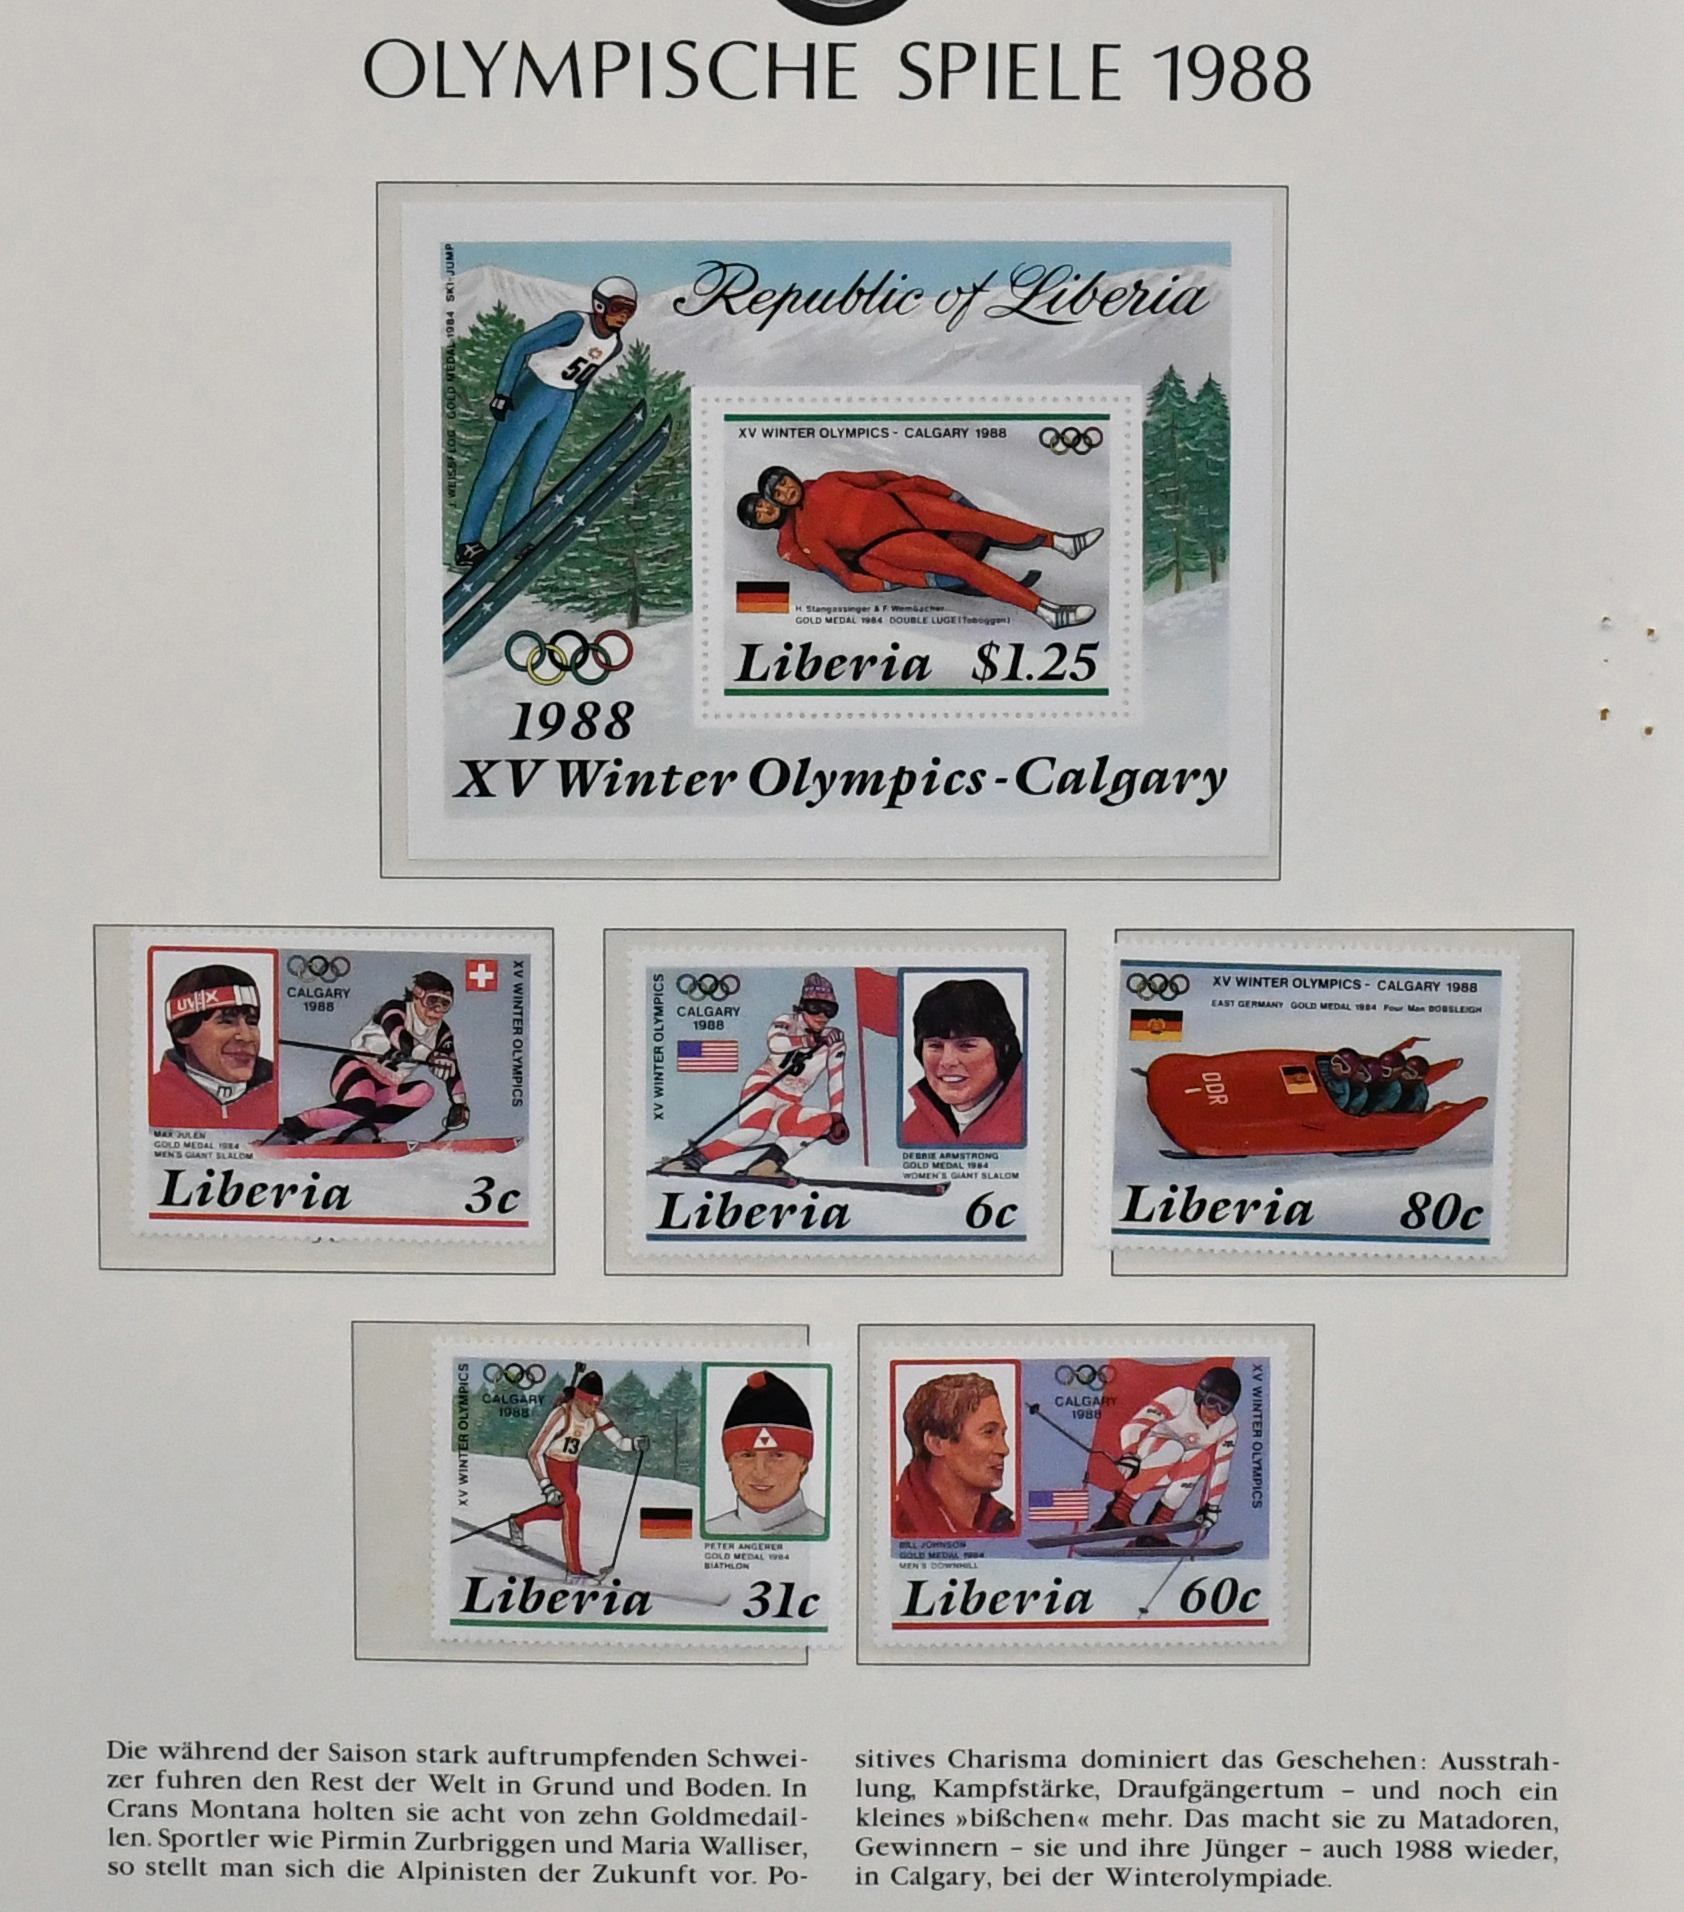 OLYMPISCHE SPIELE 1988
J. WEISSFLOG GOLD MEDAL 1984 SKI-JUMP
Republic of Liberia
50
XV WINTER OLYMPICS - CALGARY 1988
H. Stangassinger & F. Wembacher
GOLD MEDAL 1984 DOUBLE LUGE (Toboggan)
Liberia $1.25
1988
XV Winter Olympics - Calgary
uvex
CALGARY
1988
XV WINTER OLYMPICS
MAX JULEN
GOLD MEDAL 1984
MEN'S GIANT SLALOM
Liberia 3c
XV WINTER OLYMPICS
CALGARY
1988
15
DEBBIE ARMSTRONG
GOLD MEDAL 1984
WOMEN'S GIANT SLALOM
Liberia 6c
XV WINTER OLYMPICS - CALGARY 1988
EAST GERMANY GOLD MEDAL 1984 Four Man BOBSLEIGH
DDR
I
Liberia 80c
XV WINTER OLYMPICS
CALGARY
1988
13
PETER ANGERER
GOLD MEDAL 1984
BIATHLON
Liberia 31c
CALGARY
1988
XV WINTER OLYMPICS
BILL JOHNSON
GOLD MEDAL 1984
MEN'S DOWNHILL
Liberia 60c
Die während der Saison stark auftrumpfenden Schwei-
zer fuhren den Rest der Welt in Grund und Boden. In
Crans Montana holten sie acht von zehn Goldmedail-
len. Sportler wie Pirmin Zurbriggen und Maria Walliser,
so stellt man sich die Alpinisten der Zukunft vor. Po-
sitives Charisma dominiert das Geschehen: Ausstrah-
lung, Kampfstärke, Draufgängertum – und noch ein
kleines »bißchen« mehr. Das macht sie zu Matadoren,
Gewinnern – sie und ihre Jünger – auch 1988 wieder,
in Calgary, bei der Winterolympiade.